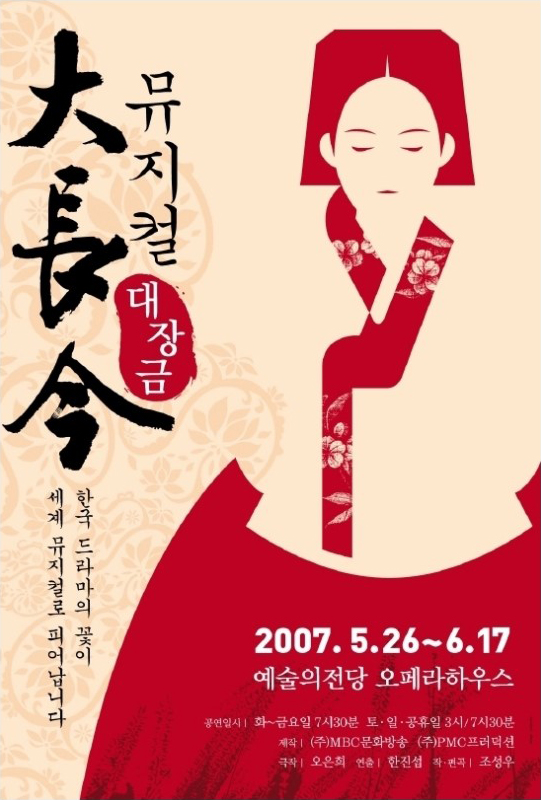 大長今
뮤지컬
대장금
한국 드라마의 꽃이
세계 뮤지컬로 피어납니다
2007. 5.26~6.17
예술의전당 오페라하우스
공연일시 | 화~금요일 7시30분 토·일·공휴일 3시/7시30분
제작 | (주)MBC문화방송 (주)PMC프러덕션
극작 | 오은희 연출 | 한진섭 작·편곡 | 조성우